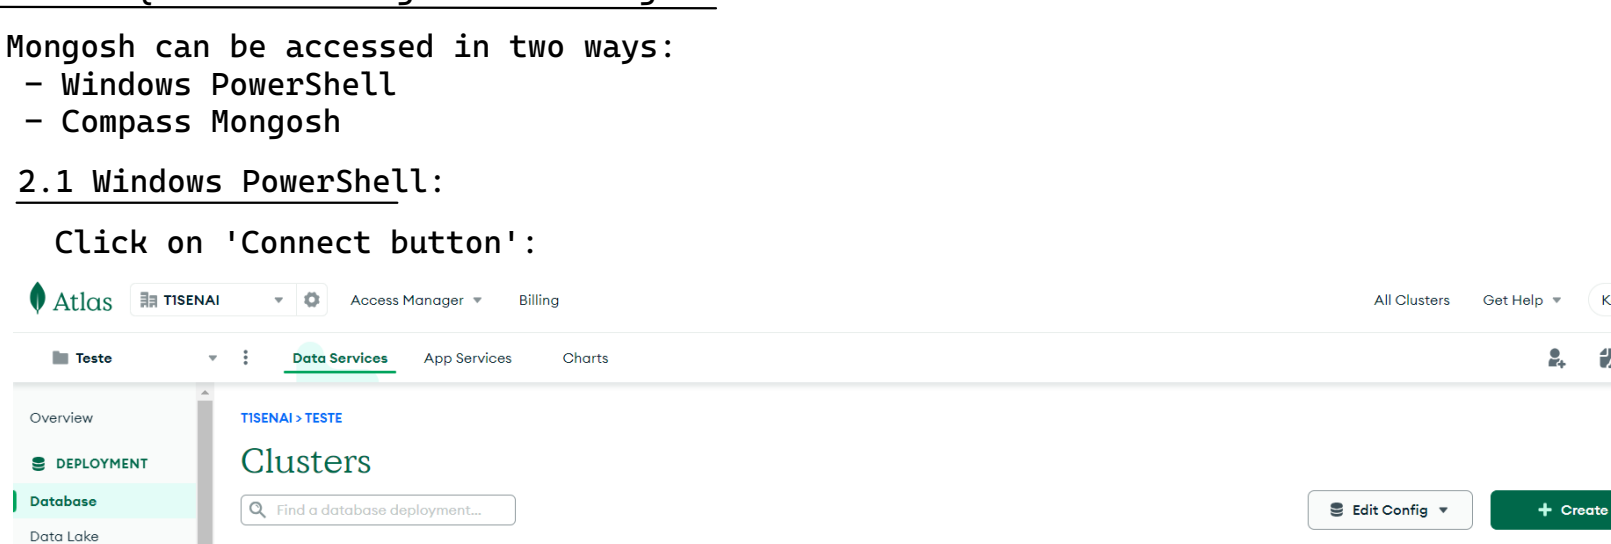 Mongosh can be accessed in two ways:
- Windows PowerShell
- Compass Mongosh
2.1 Windows PowerShell:
Click on 'Connect button':
Atlas T1SENAI Access Manager Billing All Clusters Get Help K
Teste Data Services App Services Charts
Overview
T1SENAI > TESTE
DEPLOYMENT
Clusters
Database
Find a database deployment...
Edit Config
+ Create
Data Lake